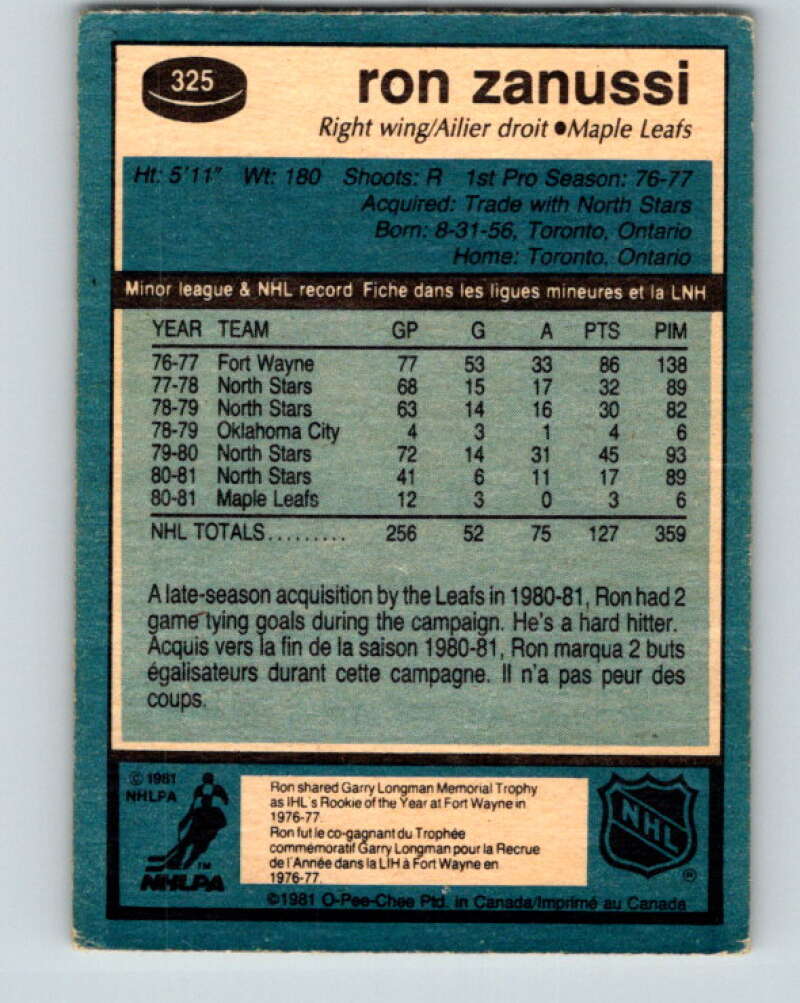 325
ron zanussi
Right wing/Ailier droit ●Maple Leafs
Ht: 5'11" Wt: 180 Shoots: R 1st Pro Season: 76-77
Acquired: Trade with North Stars
Born: 8-31-56, Toronto, Ontario
Home: Toronto, Ontario
Minor league & NHL record Fiche dans les ligues mineures et la LNH
YEAR TEAM GP G A PTS PIM
76-77 Fort Wayne 77 53 33 86 138
77-78 North Stars 68 15 17 32 89
78-79 North Stars 63 14 16 30 82
78-79 Oklahoma City 4 3 1 4 6
79-80 North Stars 72 14 31 45 93
80-81 North Stars 41 6 11 17 89
80-81 Maple Leafs 12 3 0 3 6
NHL TOTALS......... 256 52 75 127 359
A late-season acquisition by the Leafs in 1980-81, Ron had 2
game tying goals during the campaign. He's a hard hitter.
Acquis vers la fin de la saison 1980-81, Ron marqua 2 buts
égalisateurs durant cette campagne. Il n'a pas peur des
coups.
© 1981
NHLPA
TM
NHLPA
Ron shared Garry Longman Memorial Trophy
as IHL's Rookie of the Year at Fort Wayne in
1976-77.
Ron fut le co-gagnant du Trophée
commémoratif Garry Longman pour la Recrue
de l'Année dans la LIH à Fort Wayne en
1976-77.
NHL
®
©1981 O-Pee-Chee Ptd. in Canada/Imprimé au Canada